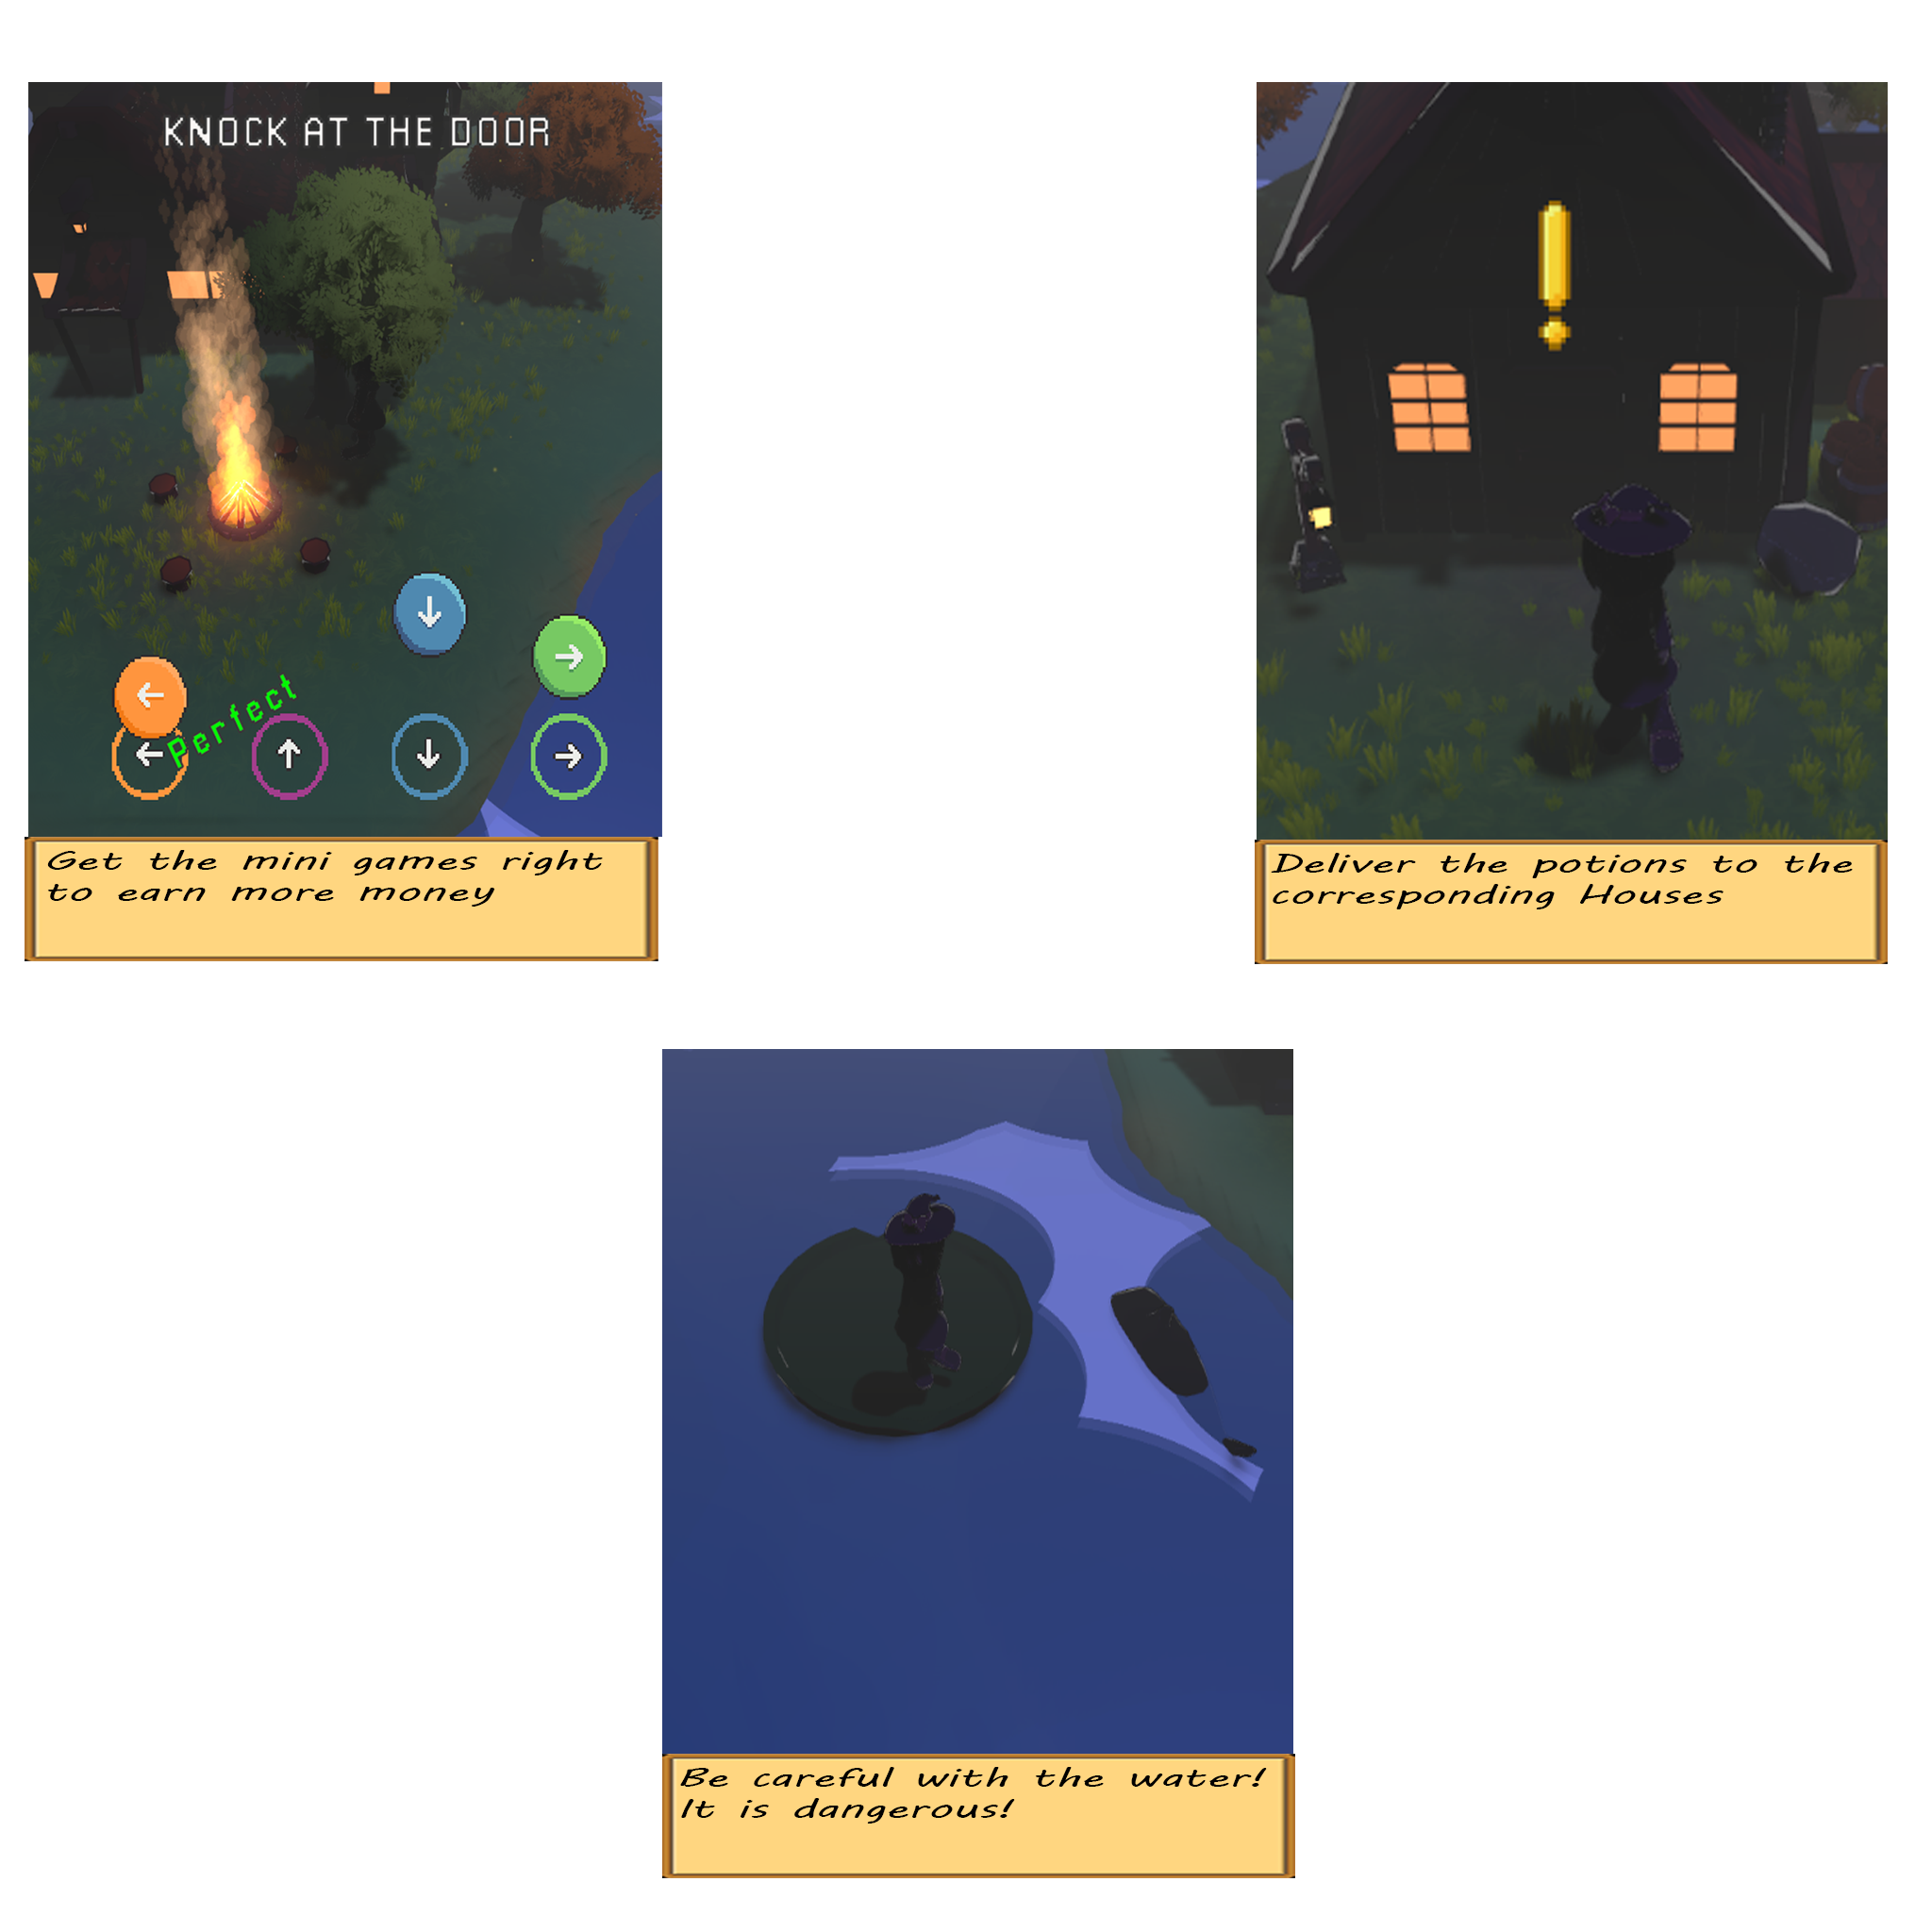 KNOCK AT THE DOOR
Perfect
Get the mini games right
to earn more money
Deliver the potions to the
corresponding Houses
Be careful with the water!
It is dangerous!